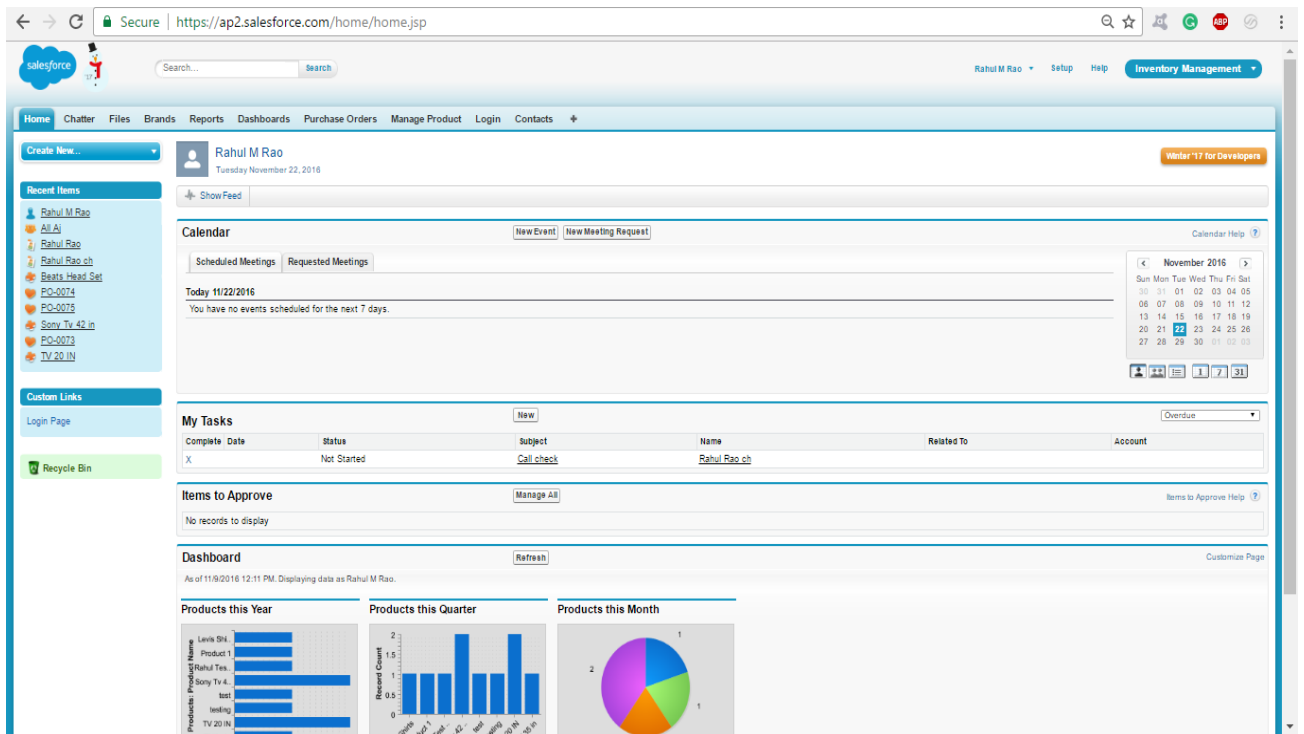 Secure | https://ap2.salesforce.com/home/home.jsp
ABP
salesforce
'17
Search...
Search
Rahul M Rao Setup Help Inventory Management
Home Chatter Files Brands Reports Dashboards Purchase Orders Manage Product Login Contacts +
Create New...
Rahul M Rao
Tuesday November 22, 2016
Winter '17 for Developers
Show Feed
Recent Items
Rahul M Rao
All Ai
Rahul Rao
Rahul Rao ch
Beats Head Set
PO-0074
PO-0075
Sony Tv 42 in
PO-0073
TV 20 IN
Custom Links
Login Page
Recycle Bin
Calendar
New Event New Meeting Request
Calendar Help ?
Scheduled Meetings Requested Meetings
Today 11/22/2016
You have no events scheduled for the next 7 days.
< November 2016 >
Sun Mon Tue Wed Thu Fri Sat
30 31 01 02 03 04 05
06 07 08 09 10 11 12
13 14 15 16 17 18 19
20 21 22 23 24 25 26
27 28 29 30 01 02 03
1 7 31
My Tasks
New
Overdue
Complete Date Status Subject Name Related To Account
X Not Started Call check Rahul Rao ch
Items to Approve
Manage All
Items to Approve Help ?
No records to display
Dashboard
Refresh
Customize Page
As of 11/9/2016 12:11 PM. Displaying data as Rahul M Rao.
Products this Year
Products: Product Name
Levis Shi..
Product 1
Rahul Tes..
Sony Tv 4..
test
testing
TV 20 IN
Products this Quarter
Record Count
2
1.5
1
0.5
0
Products this Month
1
2
1